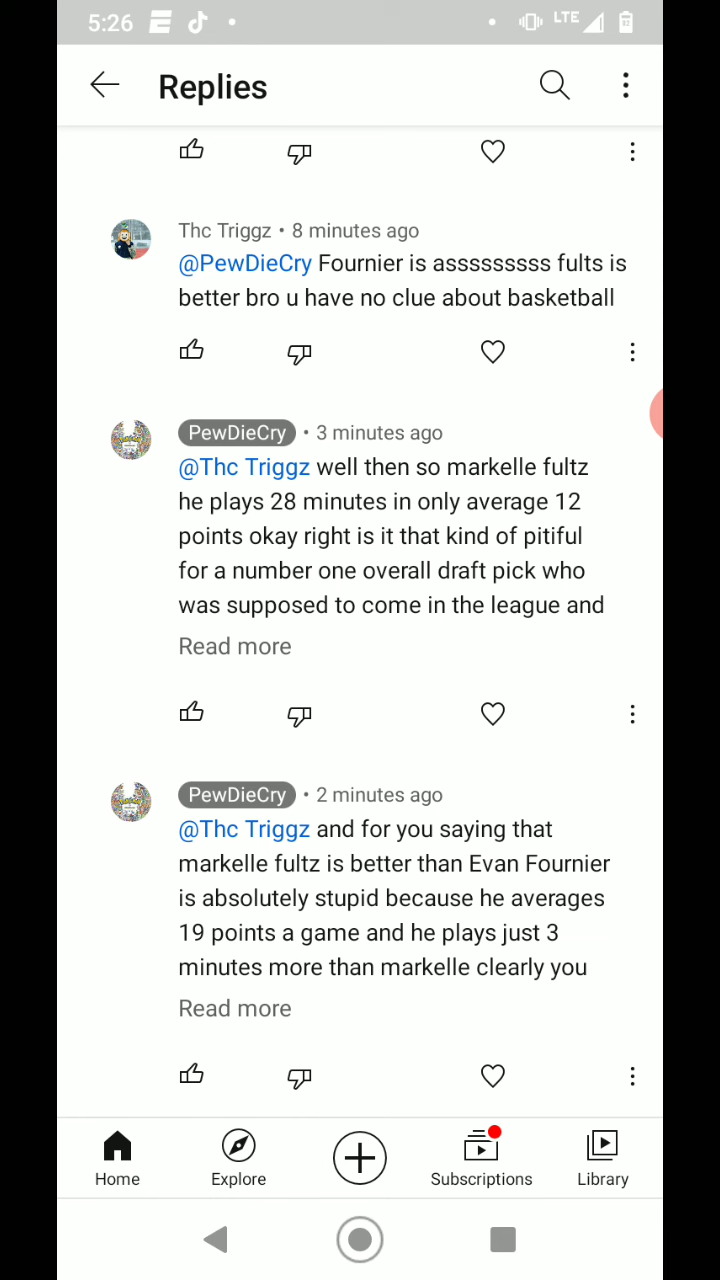 5:26
LTE
Replies
Thc Triggz • 8 minutes ago
@PewDieCry Fournier is asssssssss fults is
better bro u have no clue about basketball
PewDieCry • 3 minutes ago
@Thc Triggz well then so markelle fultz
he plays 28 minutes in only average 12
points okay right is it that kind of pitiful
for a number one overall draft pick who
was supposed to come in the league and
Read more
PewDieCry • 2 minutes ago
@Thc Triggz and for you saying that
markelle fultz is better than Evan Fournier
is absolutely stupid because he averages
19 points a game and he plays just 3
minutes more than markelle clearly you
Read more
Home Explore Subscriptions Library